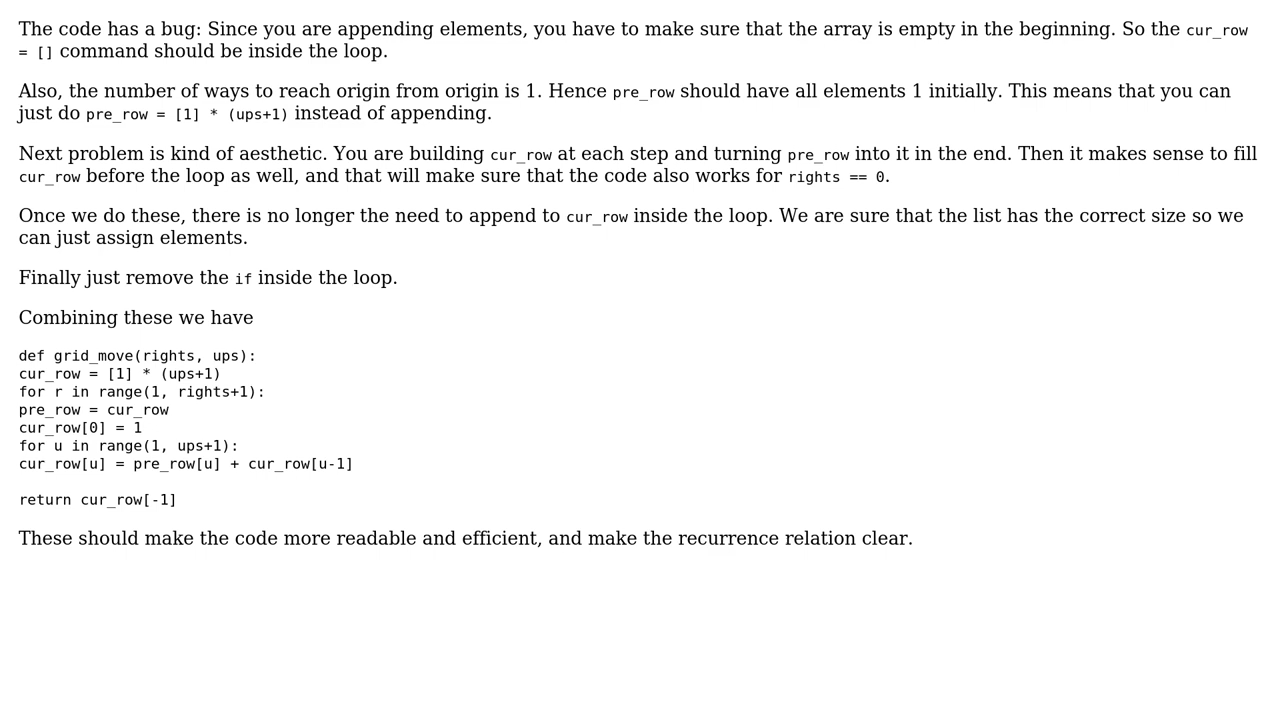 The code has a bug: Since you are appending elements, you have to make sure that the array is empty in the beginning. So the cur_row
= [] command should be inside the loop.
Also, the number of ways to reach origin from origin is 1. Hence pre_row should have all elements 1 initially. This means that you can
just do pre_row = [1] * (ups+1) instead of appending.
Next problem is kind of aesthetic. You are building cur_row at each step and turning pre_row into it in the end. Then it makes sense to fill
cur_row before the loop as well, and that will make sure that the code also works for rights == 0.
Once we do these, there is no longer the need to append to cur_row inside the loop. We are sure that the list has the correct size so we
can just assign elements.
Finally just remove the if inside the loop.
Combining these we have
def grid_move(rights, ups):
cur_row = [1] * (ups+1)
for r in range(1, rights+1):
pre_row = cur_row
cur_row[0] = 1
for u in range(1, ups+1):
cur_row[u] = pre_row[u] + cur_row[u-1]
return cur_row[-1]
These should make the code more readable and efficient, and make the recurrence relation clear.